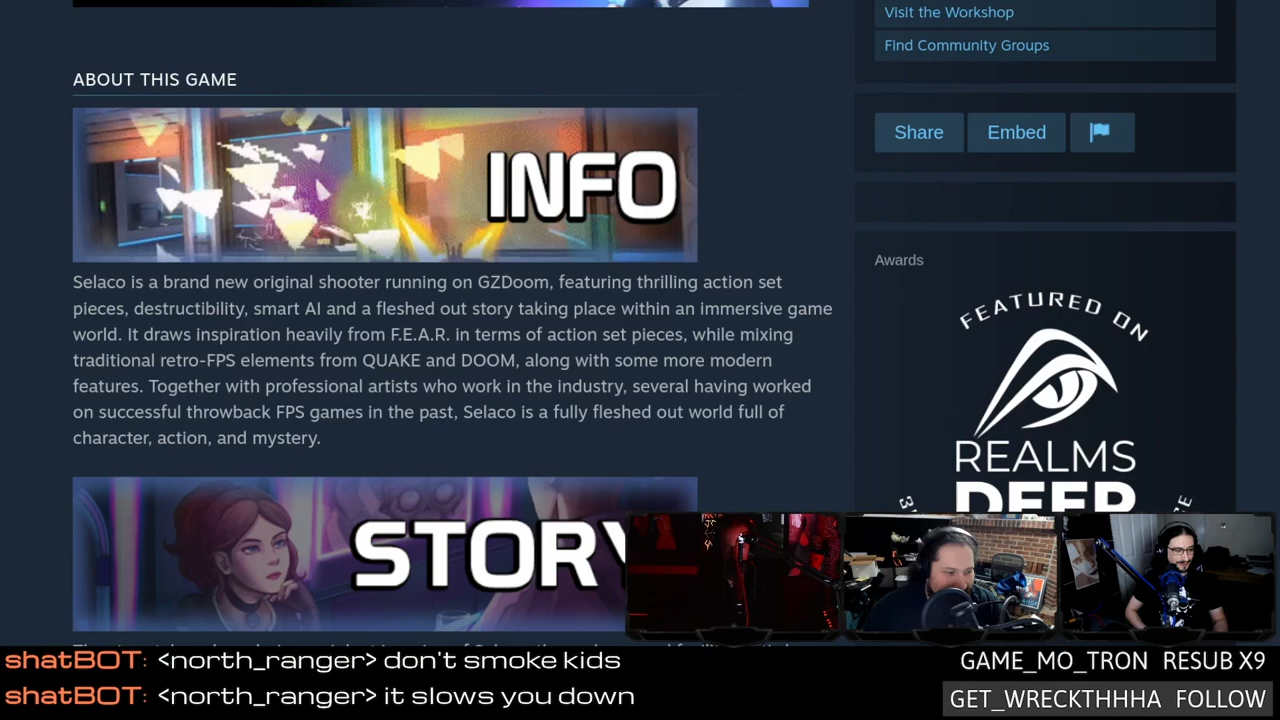 Visit the Workshop
Find Community Groups
ABOUT THIS GAME
INFO
Share Embed
Selaco is a brand new original shooter running on GZDoom, featuring thrilling action set
pieces, destructibility, smart AI and a fleshed out story taking place within an immersive game
world. It draws inspiration heavily from F.E.A.R. in terms of action set pieces, while mixing
traditional retro-FPS elements from QUAKE and DOOM, along with some more modern
features. Together with professional artists who work in the industry, several having worked
on successful throwback FPS games in the past, Selaco is a fully fleshed out world full of
character, action, and mystery.
Awards
FEATURED ON
REALMS
DEEP
STORY
shatBOT: <north_ranger> don't smoke kids
shatBOT: <north_ranger> it slows you down
GAME_MO_TRON RESUB X9
GET_WRECKTHHHA FOLLOW